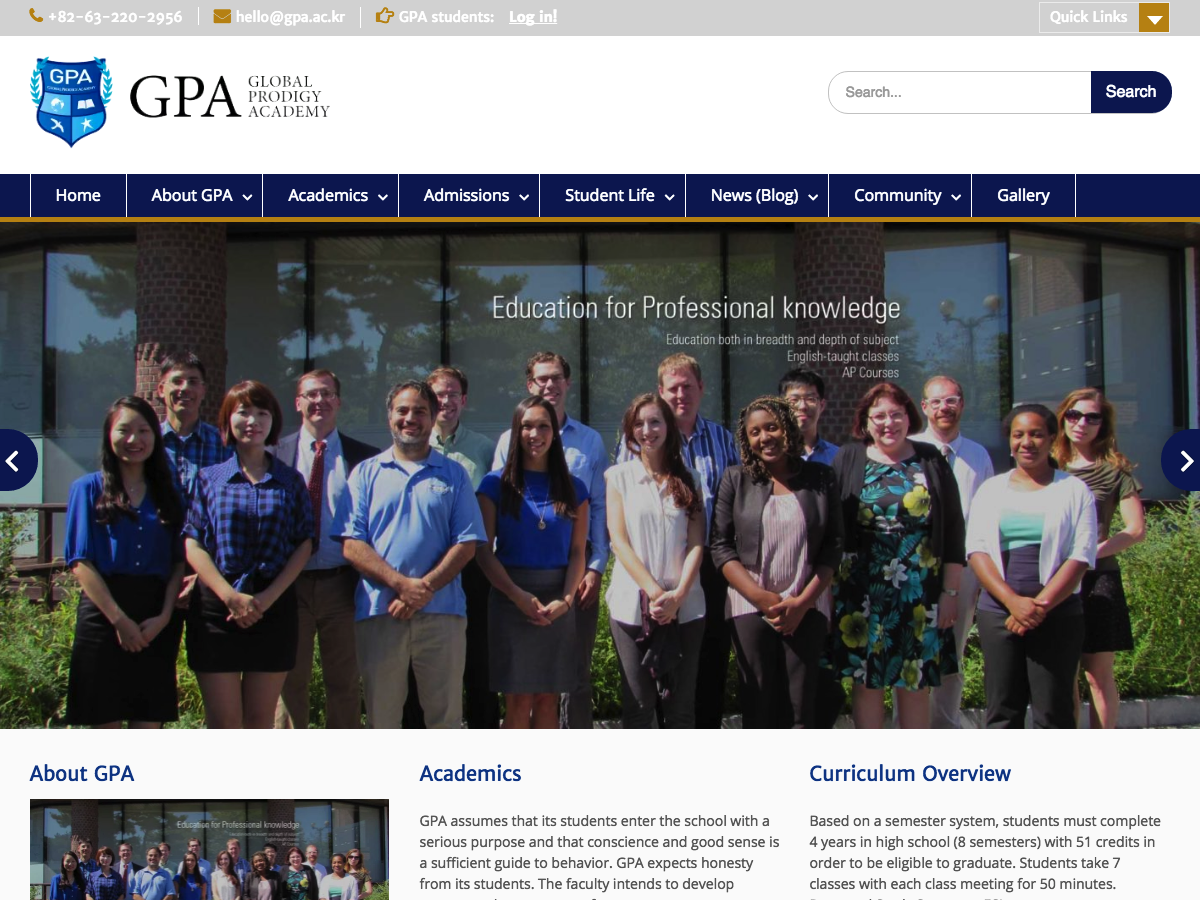 +82-63-220-2956
hello@gpa.ac.kr
GPA students: Log in!
Quick Links
GPA
GLOBAL PRODIGY ACADEMY
GPA
GLOBAL
PRODIGY
ACADEMY
Search...
Search
Home
About GPA
Academics
Admissions
Student Life
News (Blog)
Community
Gallery
Education for Professional knowledge
Education both in breadth and depth of subject
English-taught classes
AP Courses
About GPA
Education for Professional knowledge
Academics
GPA assumes that its students enter the school with a
serious purpose and that conscience and good sense is
a sufficient guide to behavior. GPA expects honesty
from its students. The faculty intends to develop
Curriculum Overview
Based on a semester system, students must complete
4 years in high school (8 semesters) with 51 credits in
order to be eligible to graduate. Students take 7
classes with each class meeting for 50 minutes.